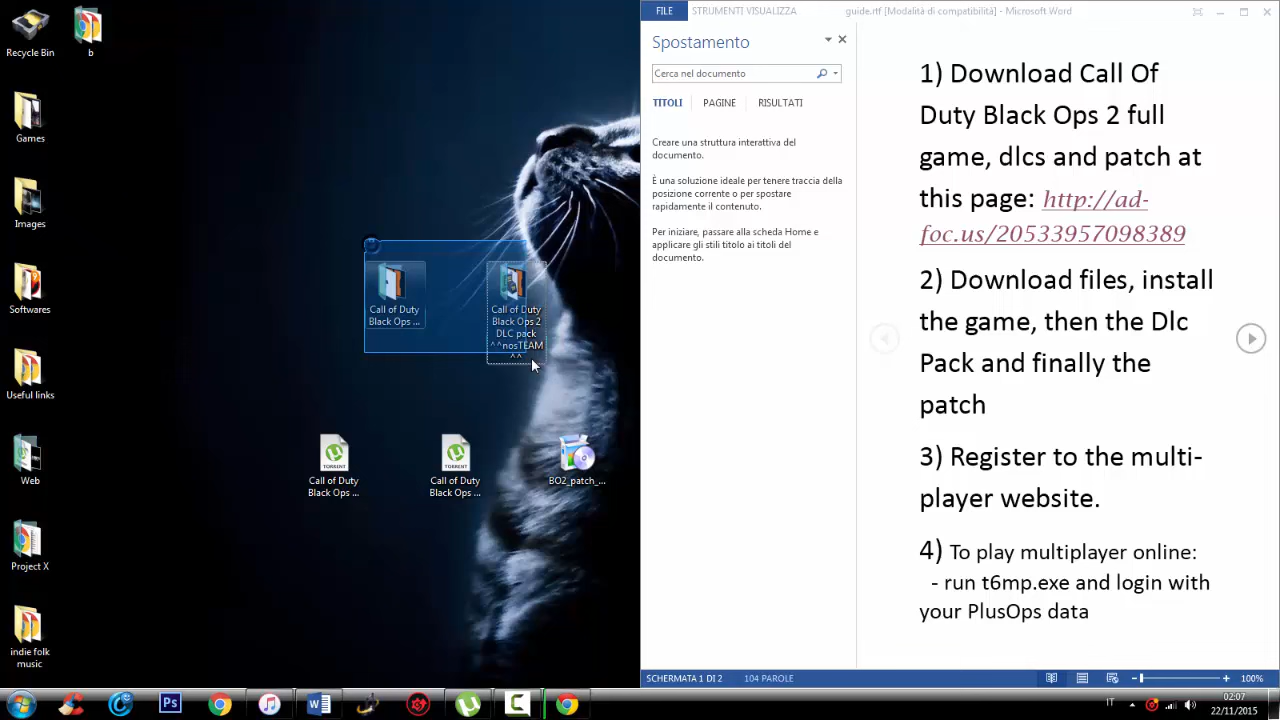 Recycle Bin
b
Games
Images
Softwares
Useful links
Web
Project X
indie folk
music
Call of Duty
Black Ops ...
Call of Duty
Black Ops 2
DLC pack
^^nosTEAM
^^
TORRENT
Call of Duty
Black Ops ...
TORRENT
Call of Duty
Black Ops ...
BO2_patch_...
FILE
STRUMENTI VISUALIZZA
guide.rtf [Modalità di compatibilità] - Microsoft Word
Spostamento
Cerca nel documento
TITOLI PAGINE RISULTATI
Creare una struttura interattiva del
documento.
È una soluzione ideale per tenere traccia della
posizione corrente o per spostare
rapidamente il contenuto.
Per iniziare, passare alla scheda Home e
applicare gli stili titolo ai titoli del
documento.
1) Download Call Of
Duty Black Ops 2 full
game, dlcs and patch at
this page: http://ad-
foc.us/20533957098389
2) Download files, install
the game, then the Dlc
Pack and finally the
patch
3) Register to the multi-
player website.
4) To play multiplayer online:
- run t6mp.exe and login with
your PlusOps data
SCHERMATA 1 DI 2
104 PAROLE
100%
Ps
IT
02:07
22/11/2015